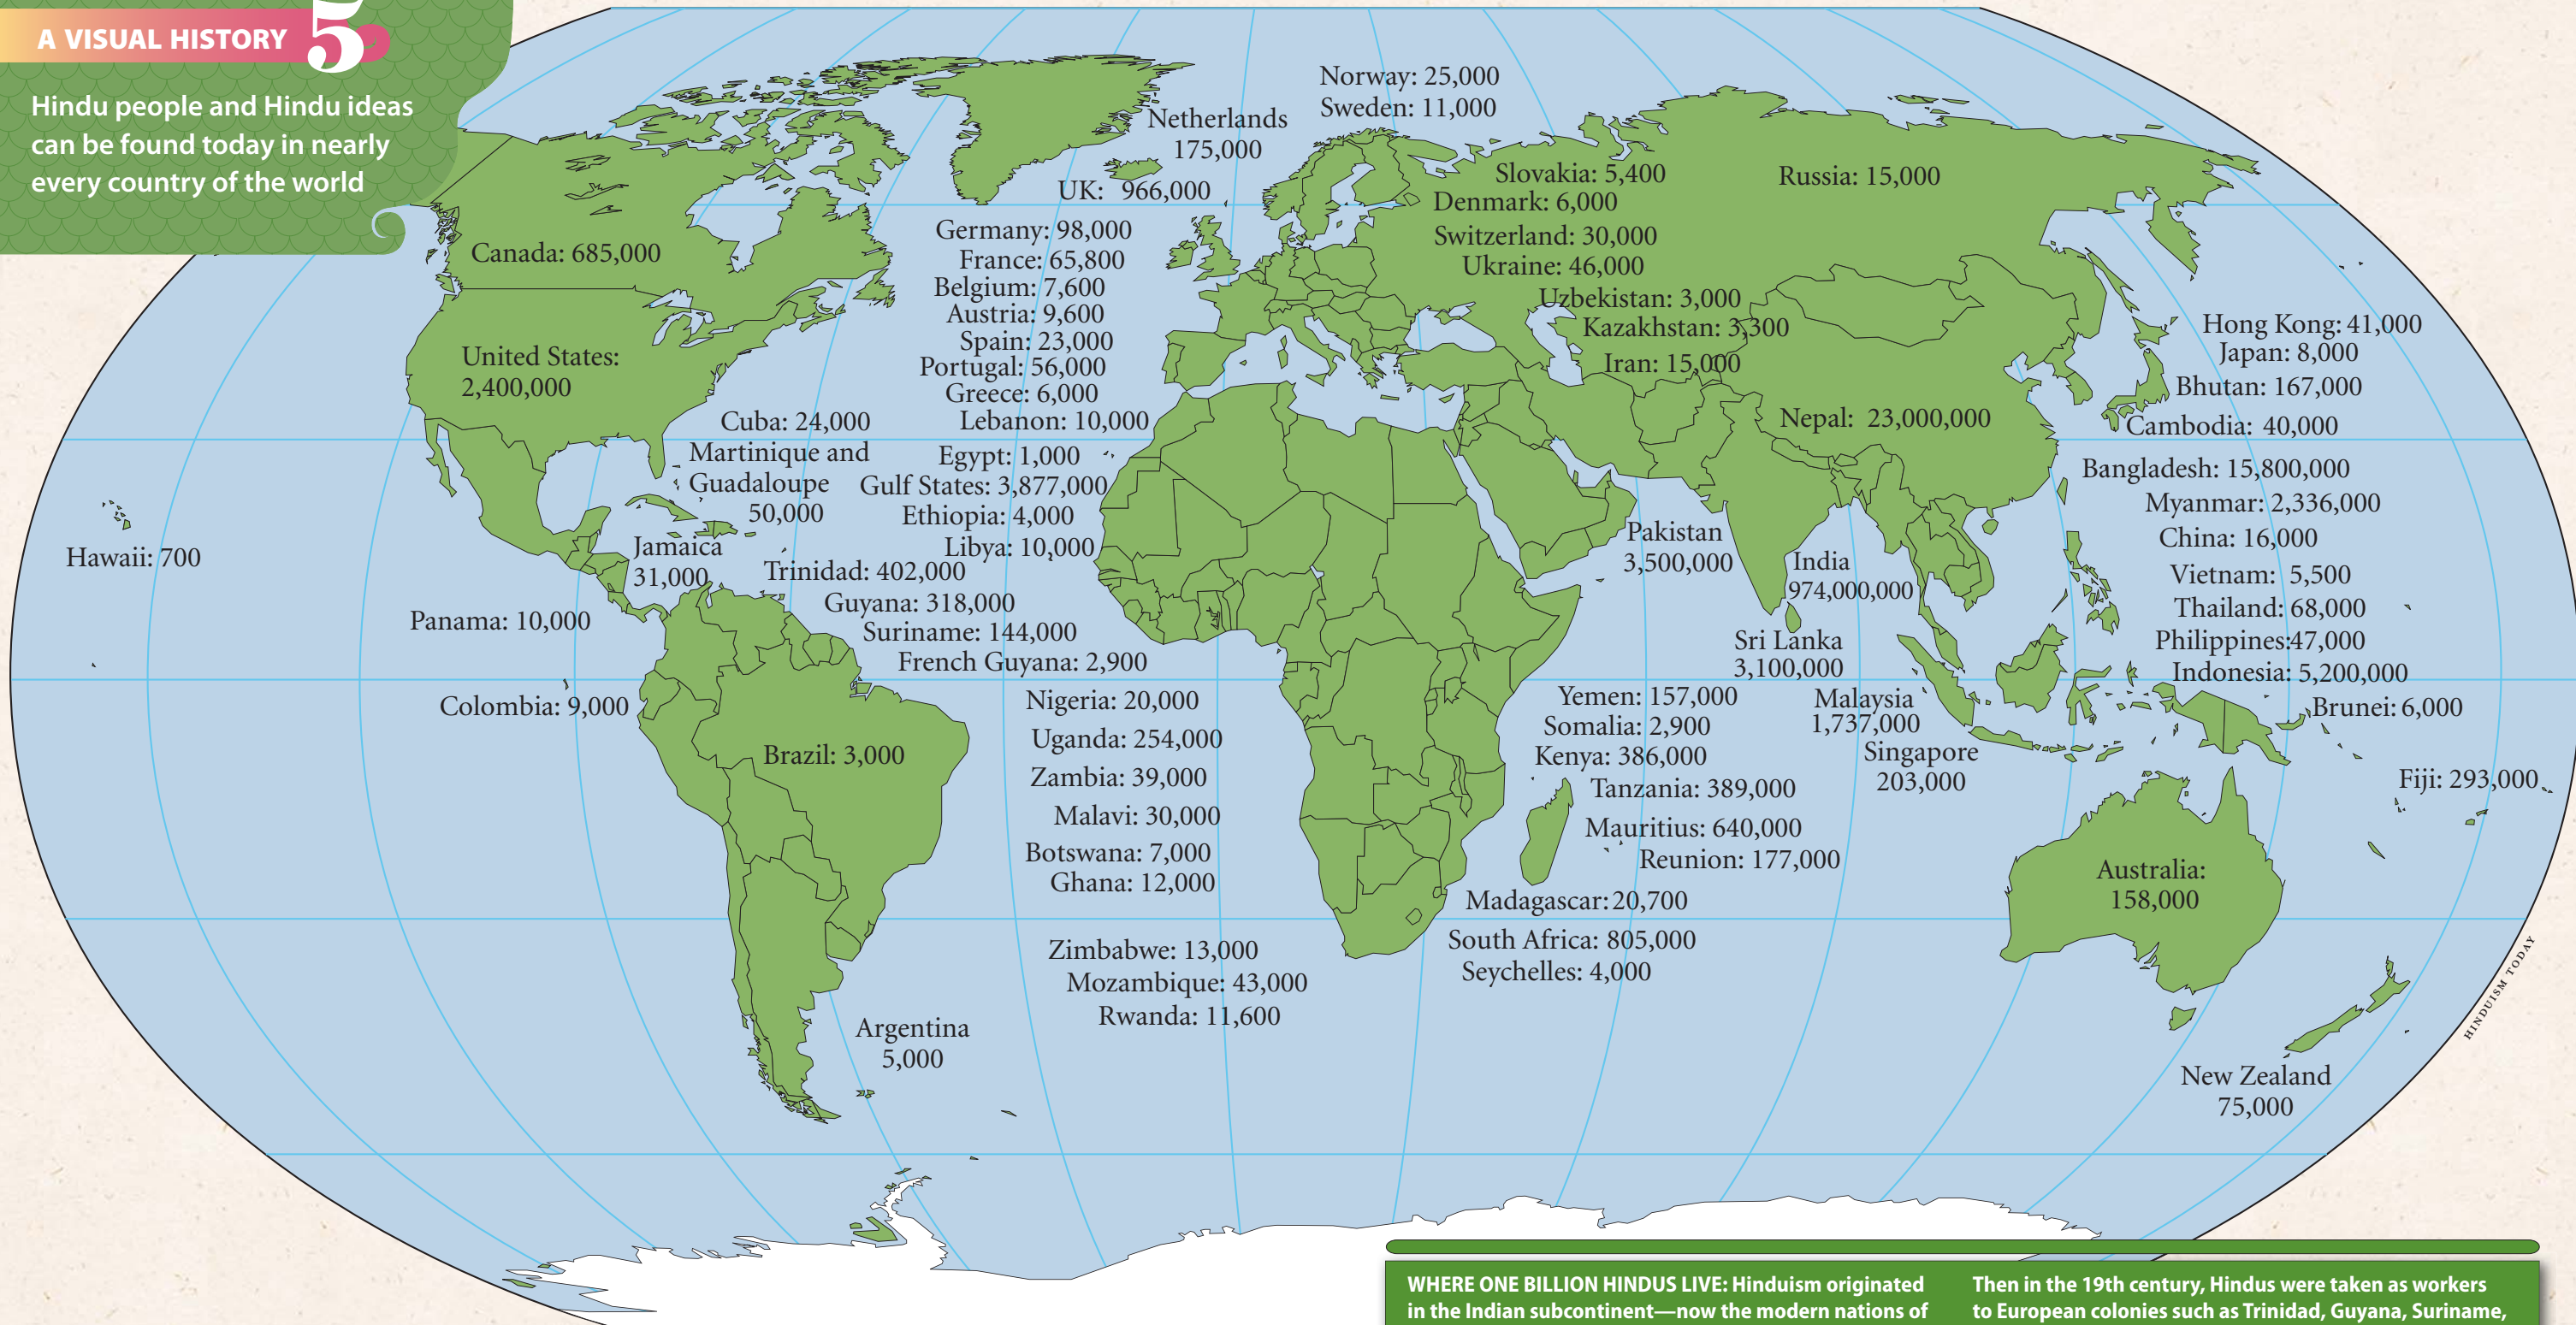 A VISUAL HISTORY 5
Hindu people and Hindu ideas
can be found today in nearly
every country of the world
Norway: 25,000
Sweden: 11,000
Netherlands
175,000
UK: 966,000
Germany: 98,000
France: 65,800
Belgium: 7,600
Austria: 9,600
Spain: 23,000
Portugal: 56,000
Greece: 6,000
Lebanon: 10,000
Egypt: 1,000
Gulf States: 3,877,000
Ethiopia: 4,000
Libya: 10,000
Canada: 685,000
United States:
2,400,000
Cuba: 24,000
Martinique and
Guadaloupe
50,000
Jamaica
31,000
Hawaii: 700
Trinidad: 402,000
Guyana: 318,000
Suriname: 144,000
French Guyana: 2,900
Panama: 10,000
Colombia: 9,000
Brazil: 3,000
Argentina
5,000
Nigeria: 20,000
Uganda: 254,000
Zambia: 39,000
Malavi: 30,000
Botswana: 7,000
Ghana: 12,000
Zimbabwe: 13,000
Mozambique: 43,000
Rwanda: 11,600
Slovakia: 5,400
Denmark: 6,000
Switzerland: 30,000
Ukraine: 46,000
Uzbekistan: 3,000
Kazakhstan: 3,300
Iran: 15,000
Russia: 15,000
Nepal: 23,000,000
Pakistan
3,500,000
India
974,000,000
Sri Lanka
3,100,000
Malaysia
1,737,000
Singapore
203,000
Yemen: 157,000
Somalia: 2,900
Kenya: 386,000
Tanzania: 389,000
Mauritius: 640,000
Reunion: 177,000
Madagascar: 20,700
South Africa: 805,000
Seychelles: 4,000
Hong Kong: 41,000
Japan: 8,000
Bhutan: 167,000
Cambodia: 40,000
Bangladesh: 15,800,000
Myanmar: 2,336,000
China: 16,000
Vietnam: 5,500
Thailand: 68,000
Philippines: 47,000
Indonesia: 5,200,000
Brunei: 6,000
Fiji: 293,000
Australia:
158,000
New Zealand
75,000
HINDUISM TODAY
WHERE ONE BILLION HINDUS LIVE: Hinduism originated
in the Indian subcontinent—now the modern nations of
Then in the 19th century, Hindus were taken as workers
to European colonies such as Trinidad, Guyana, Suriname,